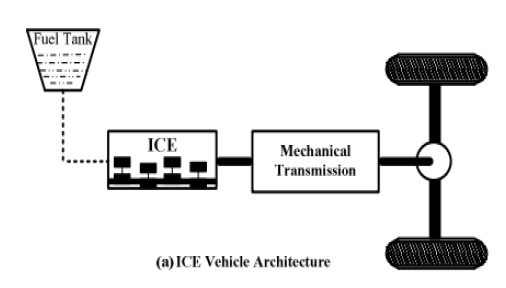 Fuel Tank
ICE
Mechanical
Transmission
(a) ICE Vehicle Architecture